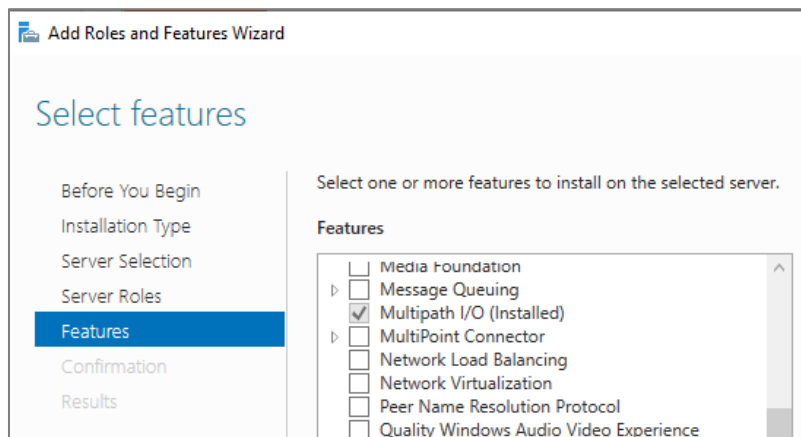 Add Roles and Features Wizard
Select features
Before You Begin
Installation Type
Server Selection
Server Roles
Features
Confirmation
Results
Select one or more features to install on the selected server.
Features
Media Foundation
Message Queuing
Multipath I/O (Installed)
MultiPoint Connector
Network Load Balancing
Network Virtualization
Peer Name Resolution Protocol
Quality Windows Audio Video Experience